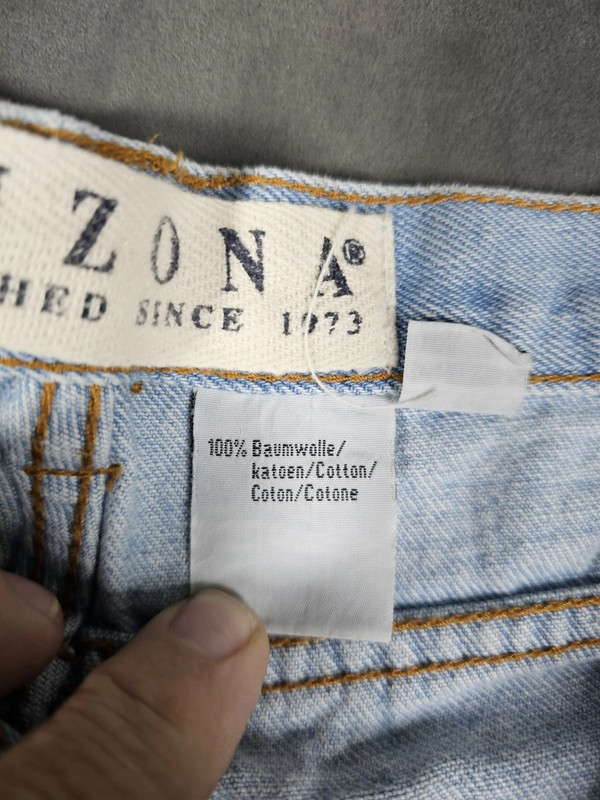 ZONA®
HED SINCE 1973
100% Baumwolle/
katoen/Cotton/
Coton/Cotone